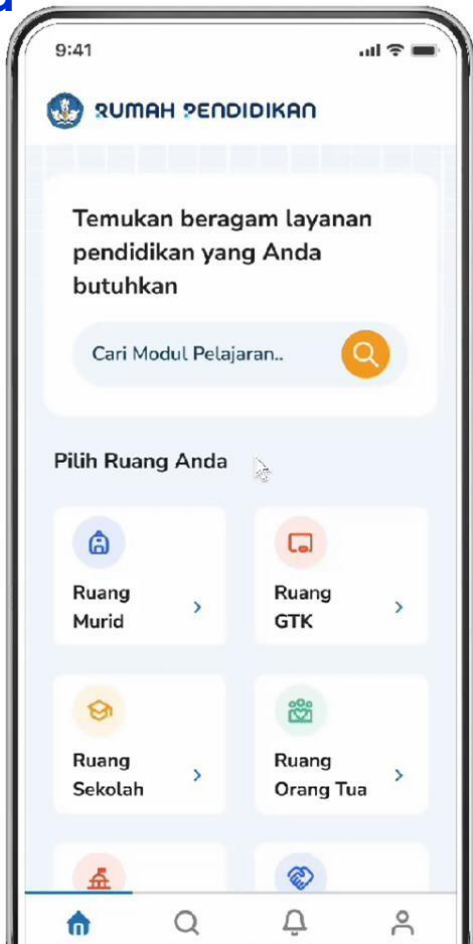 9:41
RUMAH PENDIDIKAN
Temukan beragam layanan
pendidikan yang Anda
butuhkan
Cari Modul Pelajaran..
Pilih Ruang Anda
Ruang
Murid
Ruang
GTK
Ruang
Sekolah
Ruang
Orang Tua